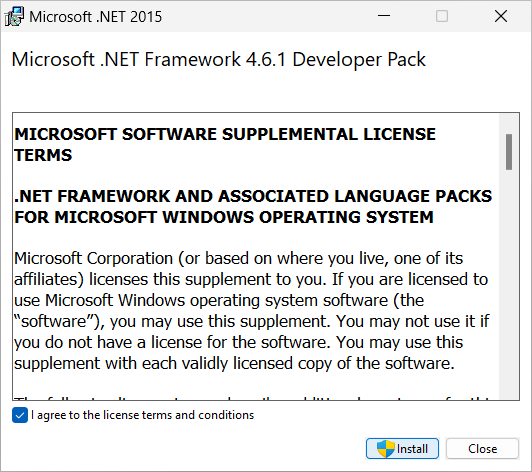 Microsoft .NET 2015
Microsoft .NET Framework 4.6.1 Developer Pack
MICROSOFT SOFTWARE SUPPLEMENTAL LICENSE
TERMS
.NET FRAMEWORK AND ASSOCIATED LANGUAGE PACKS
FOR MICROSOFT WINDOWS OPERATING SYSTEM
Microsoft Corporation (or based on where you live, one of its
affiliates) licenses this supplement to you. If you are licensed to
use Microsoft Windows operating system software (the
“software”), you may use this supplement. You may not use it if
you do not have a license for the software. You may use this
supplement with each validly licensed copy of the software.
I agree to the license terms and conditions
Install Close